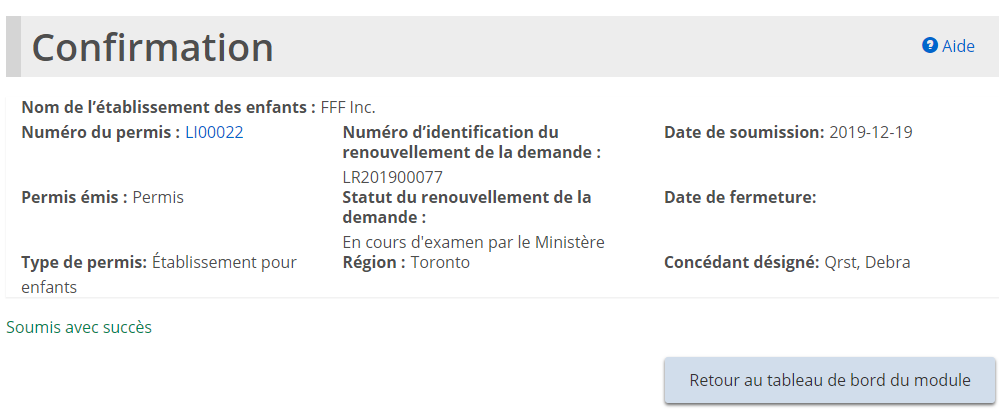 Confirmation
Aide
Nom de l’établissement des enfants : FFF Inc.
Numéro du permis : LI00022
Numéro d’identification du
renouvellement de la demande :
LR201900077
Date de soumission: 2019-12-19
Permis émis : Permis
Statut du renouvellement de la
demande :
En cours d'examen par le Ministère
Date de fermeture:
Type de permis: Établissement pour
enfants
Région : Toronto
Concédant désigné: Qrst, Debra
Soumis avec succès
Retour au tableau de bord du module